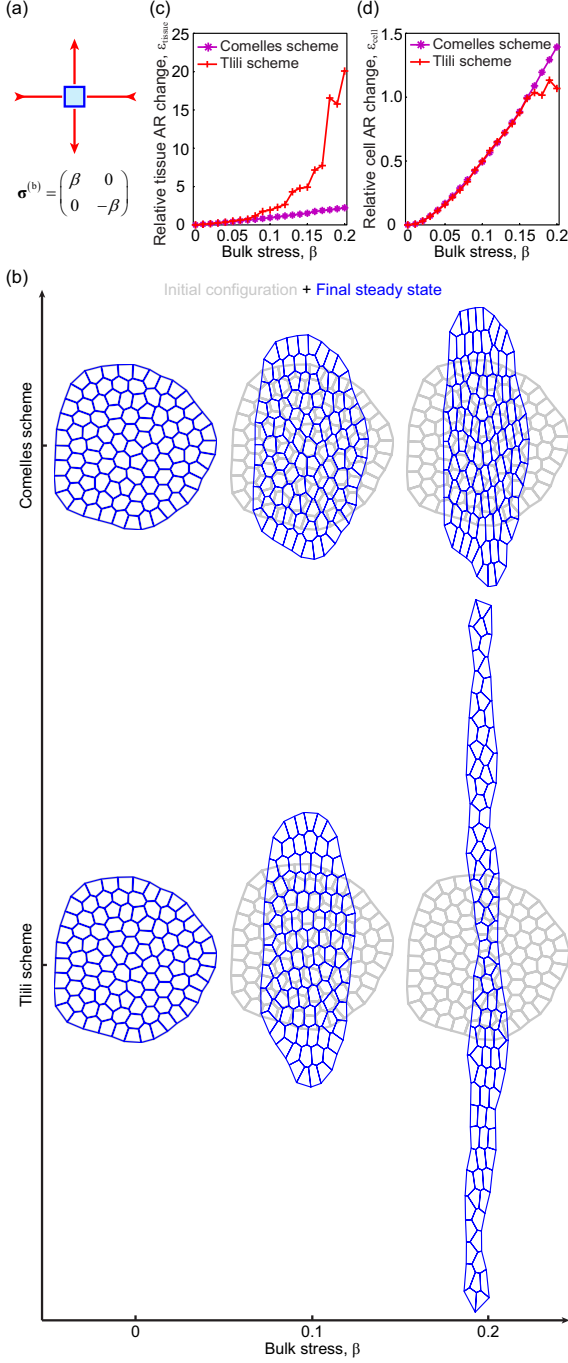 (a)
σ⁽ᵇ⁾ = (β 0
0 −β)
(c)
Relative tissue AR change, ε_tissue
25
20
15
10
5
0
Comelles scheme
Tlili scheme
0 0.05 0.1 0.15 0.2
Bulk stress, β
(d)
Relative cell AR change, ε_cell
1.5
1.0
0.5
0
Comelles scheme
Tlili scheme
0 0.05 0.1 0.15 0.2
Bulk stress, β
(b)
Initial configuration + Final steady state
Comelles scheme
Tlili scheme
0 0.1 0.2
Bulk stress, β